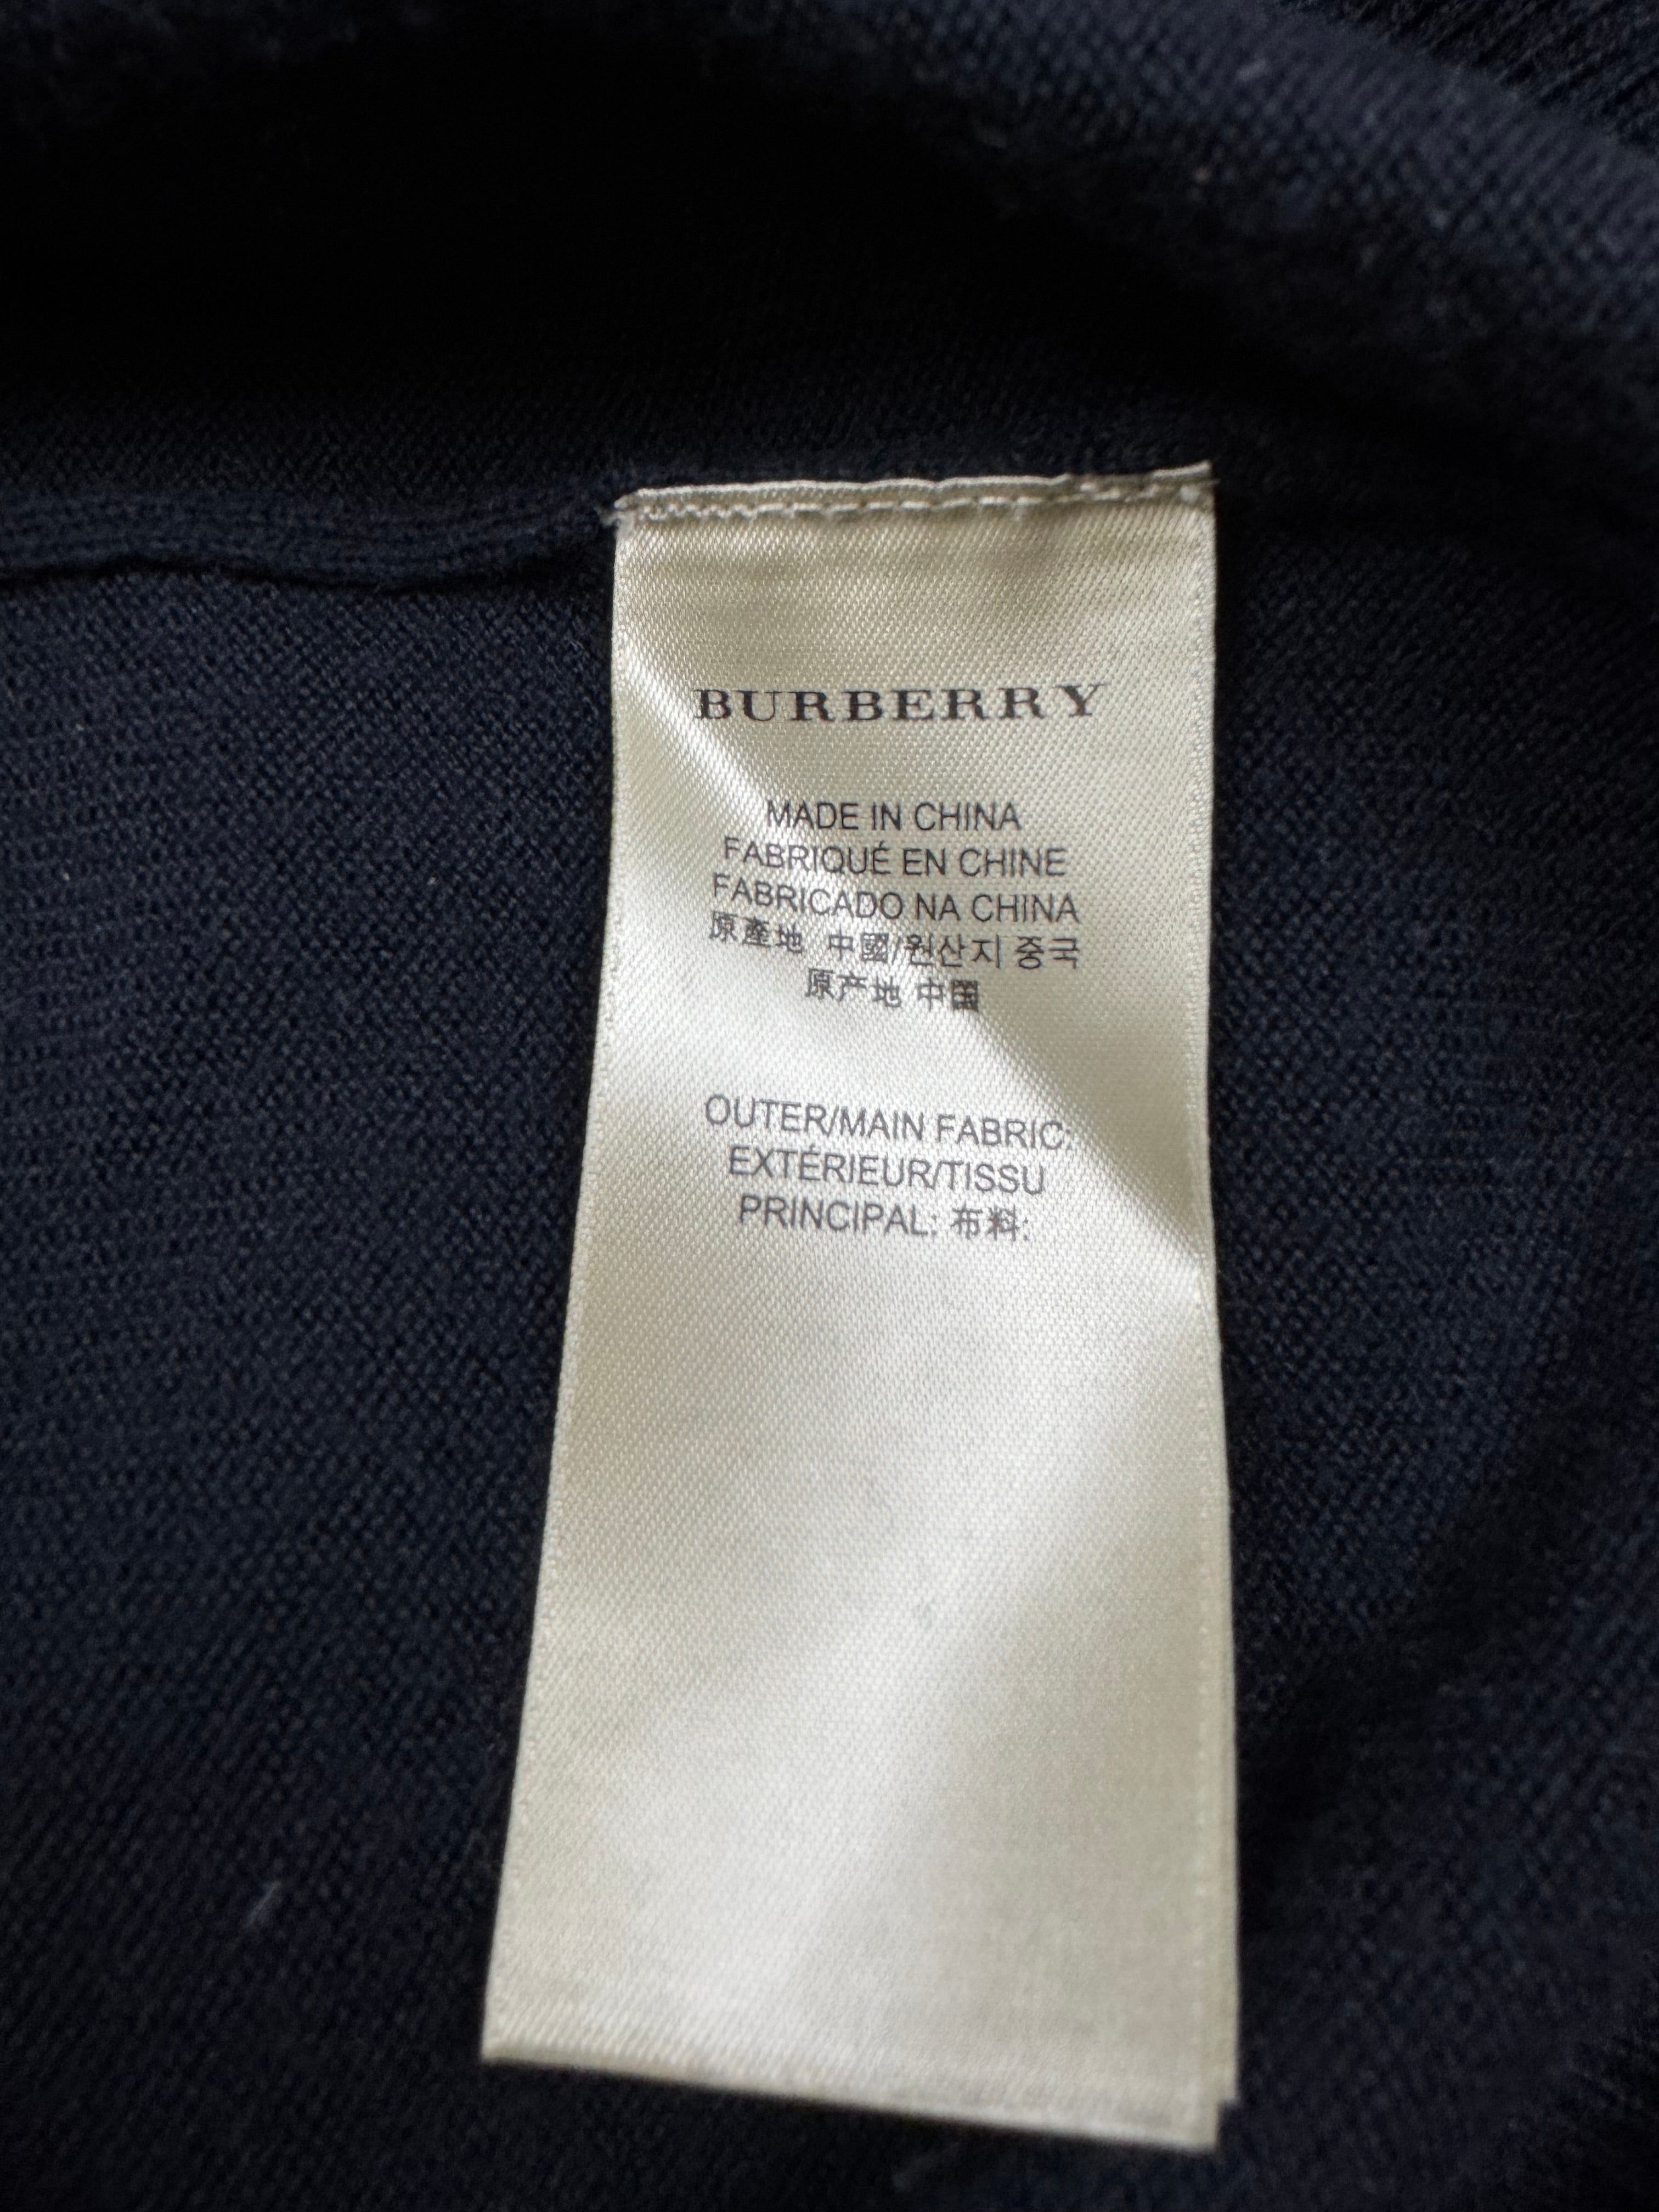 BURBERRY
MADE IN CHINA
FABRIQUÉ EN CHINE
FABRICADO NA CHINA
原產地 中國/원산지 중국
原产地 中国
OUTER/MAIN FABRIC:
EXTÉRIEUR/TISSU
PRINCIPAL: 布料: